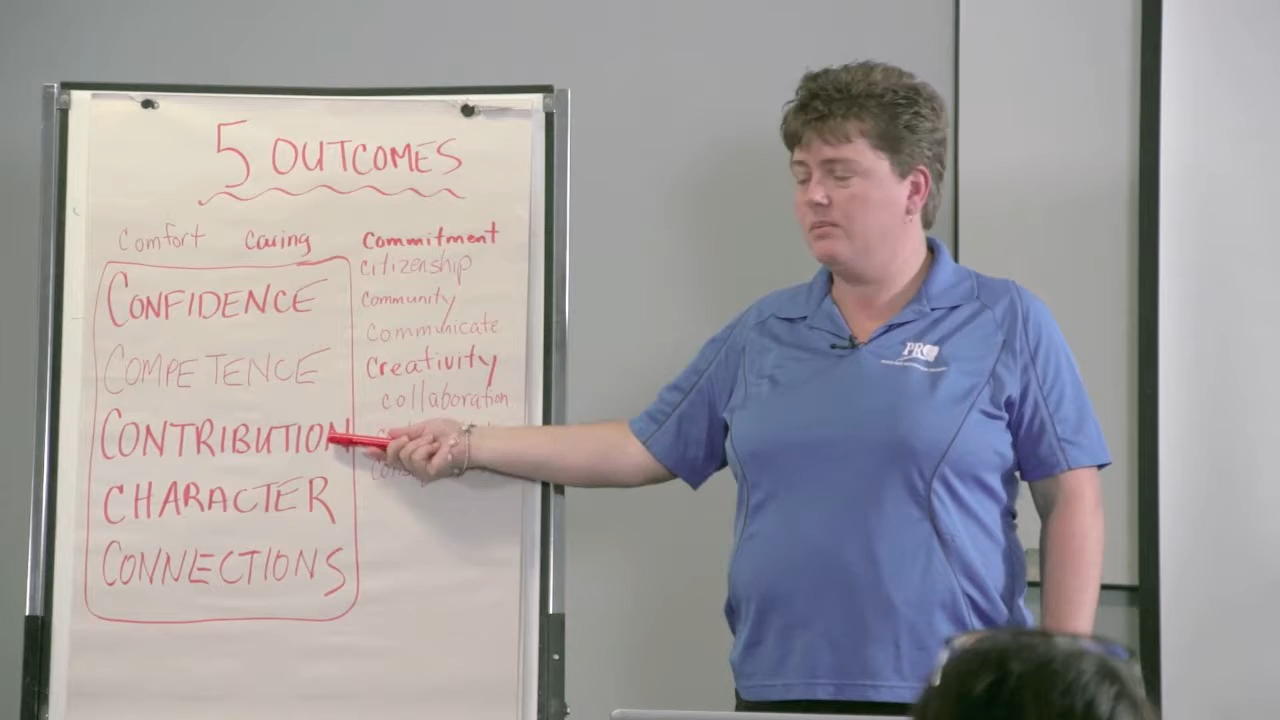 5 OUTCOMES
Comfort caring commitment
citizenship
CONFIDENCE
community
communicate
COMPETENCE
creativity
collaboration
CONTRIBUTION
CHARACTER
CONNECTIONS
PRO